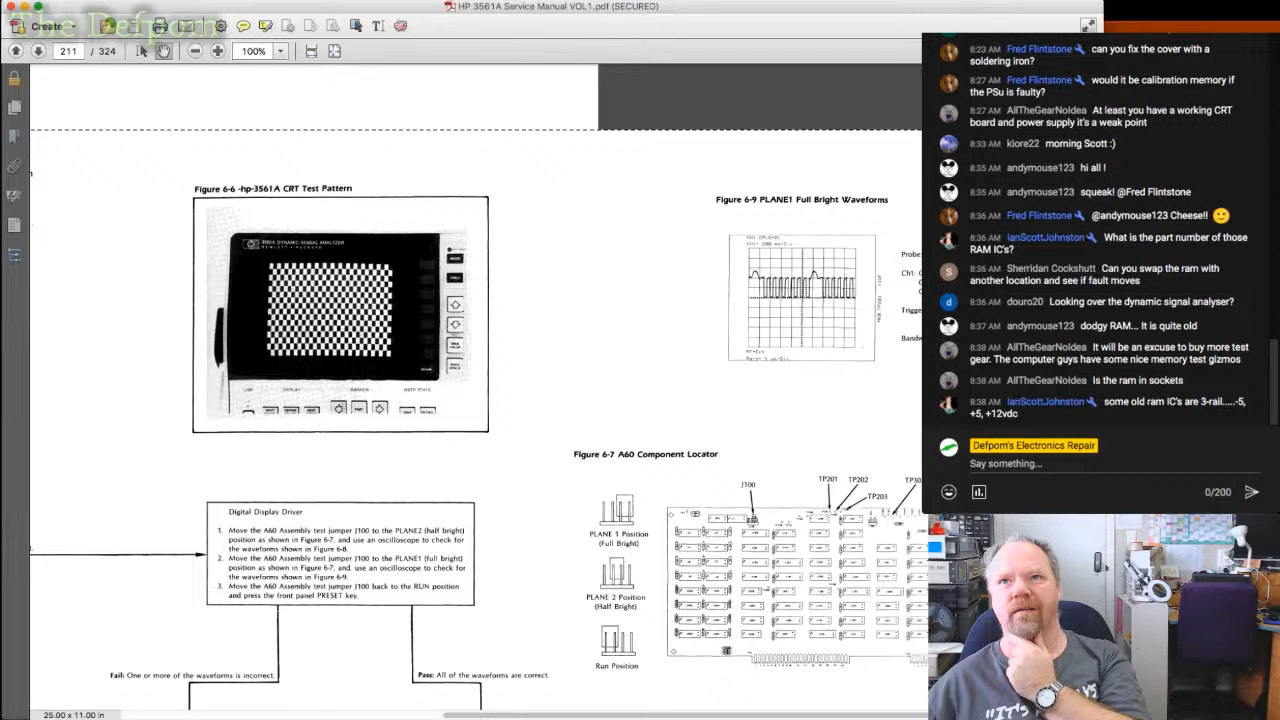 HP 3561A Service Manual VOL1.pdf (SECURED)
The Defpom
Create
211 / 324
100%
Figure 6-6 -hp-3561A CRT Test Pattern
3561A DYNAMIC SIGNAL ANALYZER
HEWLETT · PACKARD
LINE DISPLAY MARKER
Figure 6-9 PLANE1 Full Bright Waveforms
Probe:
Ch1:
Trigge
Bandw
Figure 6-7 A60 Component Locator
J100
TP201
TP202
TP203
TP30
PLANE 1 Position
(Full Bright)
PLANE 2 Position
(Half Bright)
Run Position
Digital Display Driver
1. Move the A60 Assembly test jumper J100 to the PLANE2 (half bright)
position as shown in Figure 6-7, and use an oscilloscope to check for
the waveforms shown in Figure 6-8.
2. Move the A60 Assembly test jumper J100 to the PLANE1 (full bright)
position as shown in Figure 6-7, and, use an oscilloscope to check for
the waveforms shown in Figure 6-9.
3. Move the A60 Assembly test jumper J100 back to the RUN position
and press the front panel PRESET key.
Fail: One or more of the waveforms is incorrect.
Pass: All of the waveforms are correct.
25.00 x 11.00 in
8:23 AM Fred Flintstone can you fix the cover with a
soldering iron?
8:27 AM Fred Flintstone would it be calibration memory if
the PSu is faulty?
8:27 AM AllTheGearNoIdea At least you have a working CRT
board and power supply it's a weak point
8:33 AM kiore22 morning Scott :)
8:35 AM andymouse123 hi all !
8:35 AM andymouse123 squeak! @Fred Flintstone
8:36 AM Fred Flintstone @andymouse123 Cheese!! 🙂
8:36 AM IanScottJohnston What is the part number of those
RAM IC's?
8:36 AM Sherridan Cockshutt Can you swap the ram with
another location and see if fault moves
8:36 AM douro20 Looking over the dynamic signal analyser?
8:37 AM andymouse123 dodgy RAM... It is quite old
8:38 AM AllTheGearNoIdea It will be an excuse to buy more test
gear. The computer guys have some nice memory test gizmos
8:38 AM AllTheGearNoIdea Is the ram in sockets
8:38 AM IanScottJohnston some old ram IC's are 3-rail.....-5,
+5, +12vdc
Defpom's Electronics Repair
Say something...
0/200
"IT'S